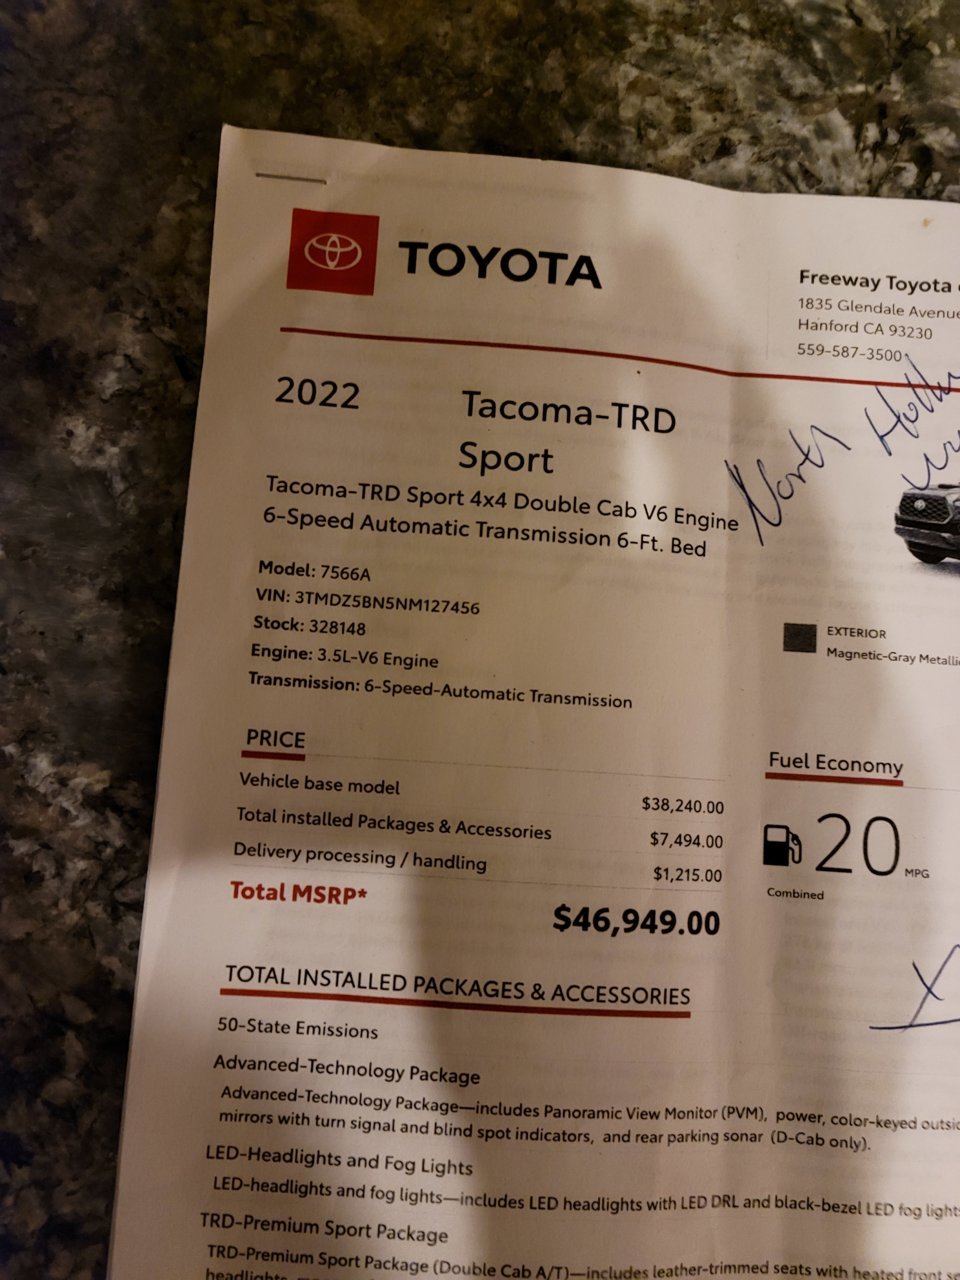 TOYOTA
Freeway Toyota
1835 Glendale Avenue
Hanford CA 93230
559-587-3500
North
2022 Tacoma-TRD
Sport
Tacoma-TRD Sport 4x4 Double Cab V6 Engine
6-Speed Automatic Transmission 6-Ft. Bed
Model: 7566A
VIN: 3TMDZ5BN5NM127456
Stock: 328148
Engine: 3.5L-V6 Engine
Transmission: 6-Speed-Automatic Transmission
EXTERIOR
Magnetic-Gray
PRICE
Vehicle base model $38,240.00
Total installed Packages & Accessories $7,494.00
Delivery processing / handling $1,215.00
Total MSRP* $46,949.00
Fuel Economy
20 MPG
Combined
X
TOTAL INSTALLED PACKAGES & ACCESSORIES
50-State Emissions
Advanced-Technology Package
Advanced-Technology Package—includes Panoramic View Monitor (PVM), power, color-keyed
mirrors with turn signal and blind spot indicators, and rear parking sonar (D-Cab only).
LED-Headlights and Fog Lights
LED-headlights and fog lights—includes LED headlights with LED DRL and black-bezel LED fog
TRD-Premium Sport Package
TRD-Premium Sport Package (Double Cab A/T)—includes leather-trimmed seats with heated front